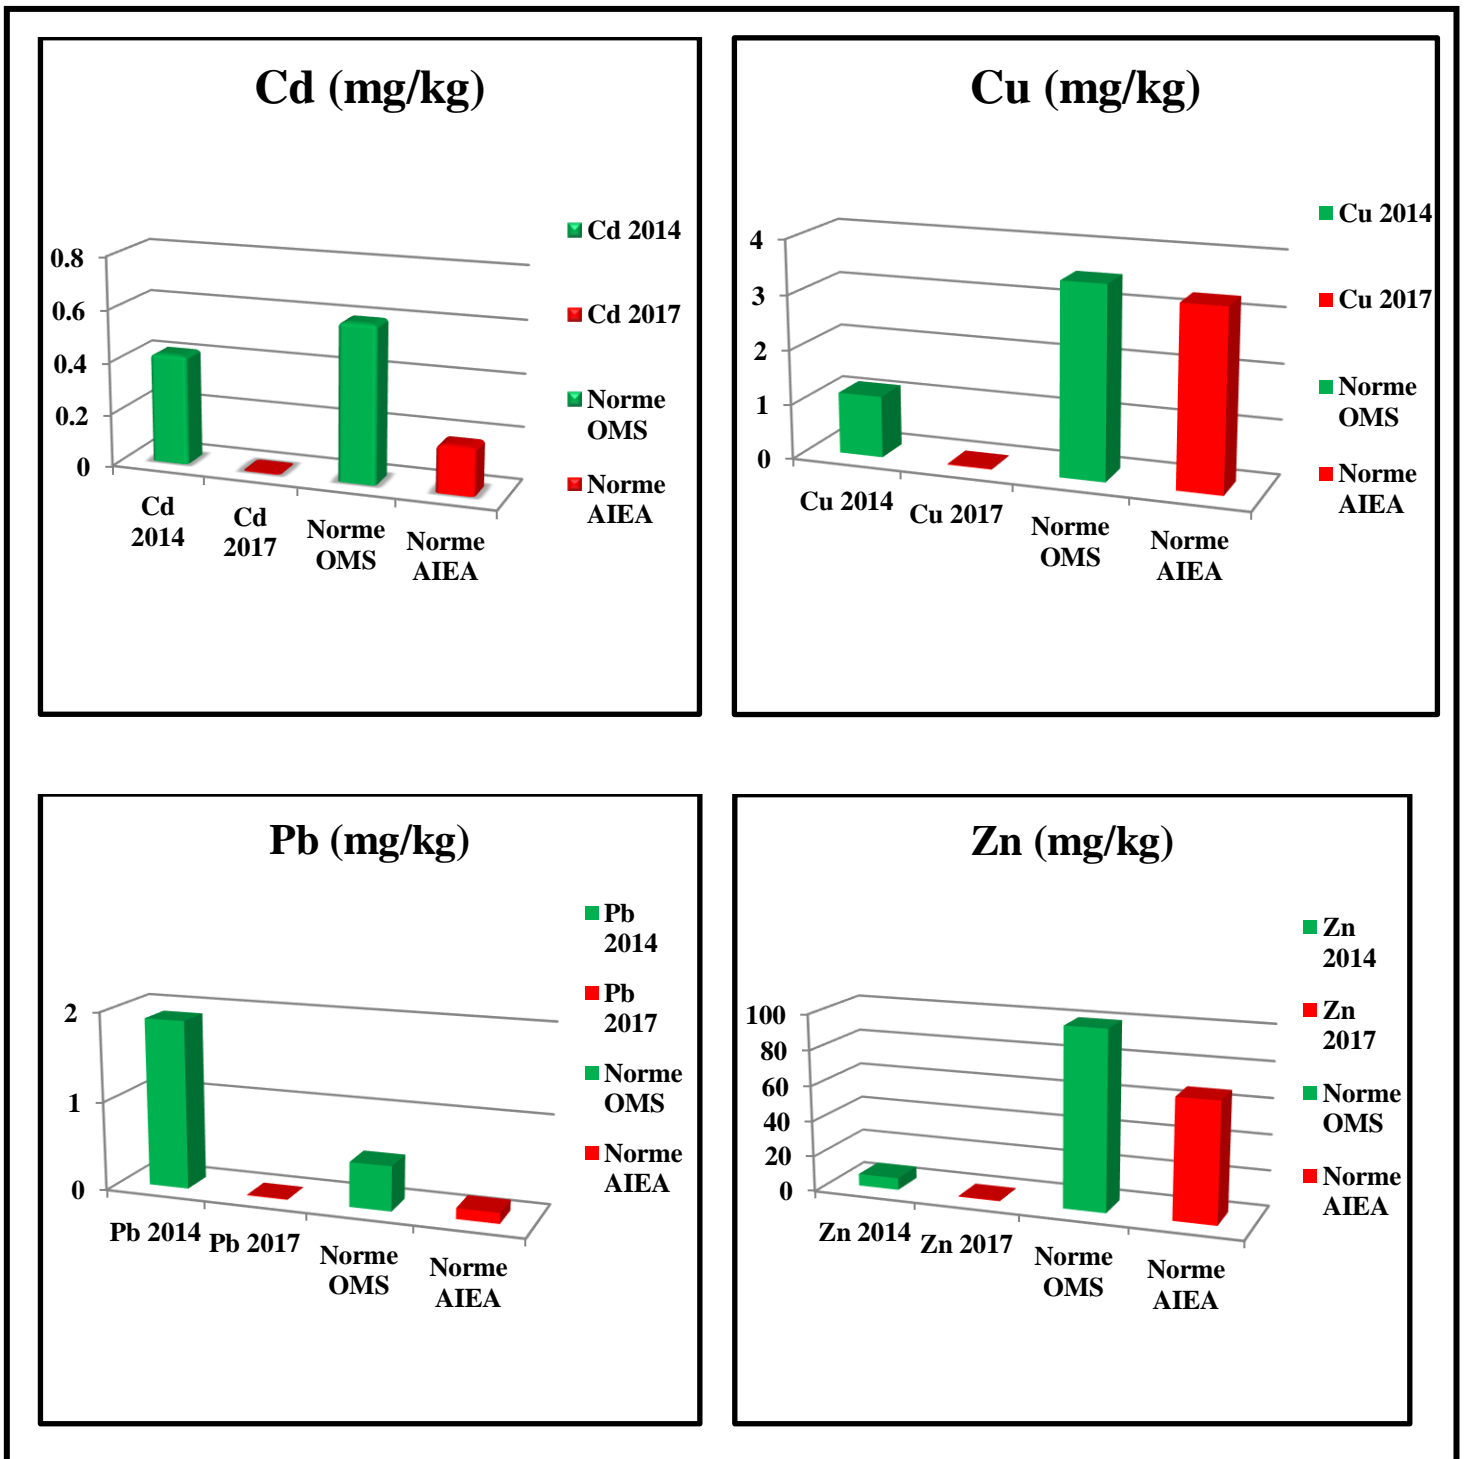 Cd (mg/kg)
0.8
0.6
0.4
0.2
0
Cd
2014
Cd
2017
Norme
OMS
Norme
AIEA
Cd 2014
Cd 2017
Norme
OMS
Norme
AIEA
Cu (mg/kg)
4
3
2
1
0
Cu 2014
Cu 2017
Norme
OMS
Norme
AIEA
Cu 2014
Cu 2017
Norme
OMS
Norme
AIEA
Pb (mg/kg)
2
1
0
Pb 2014
Pb 2017
Norme
OMS
Norme
AIEA
Pb
2014
Pb
2017
Norme
OMS
Norme
AIEA
Zn (mg/kg)
100
80
60
40
20
0
Zn 2014
Zn 2017
Norme
OMS
Norme
AIEA
Zn
2014
Zn
2017
Norme
OMS
Norme
AIEA